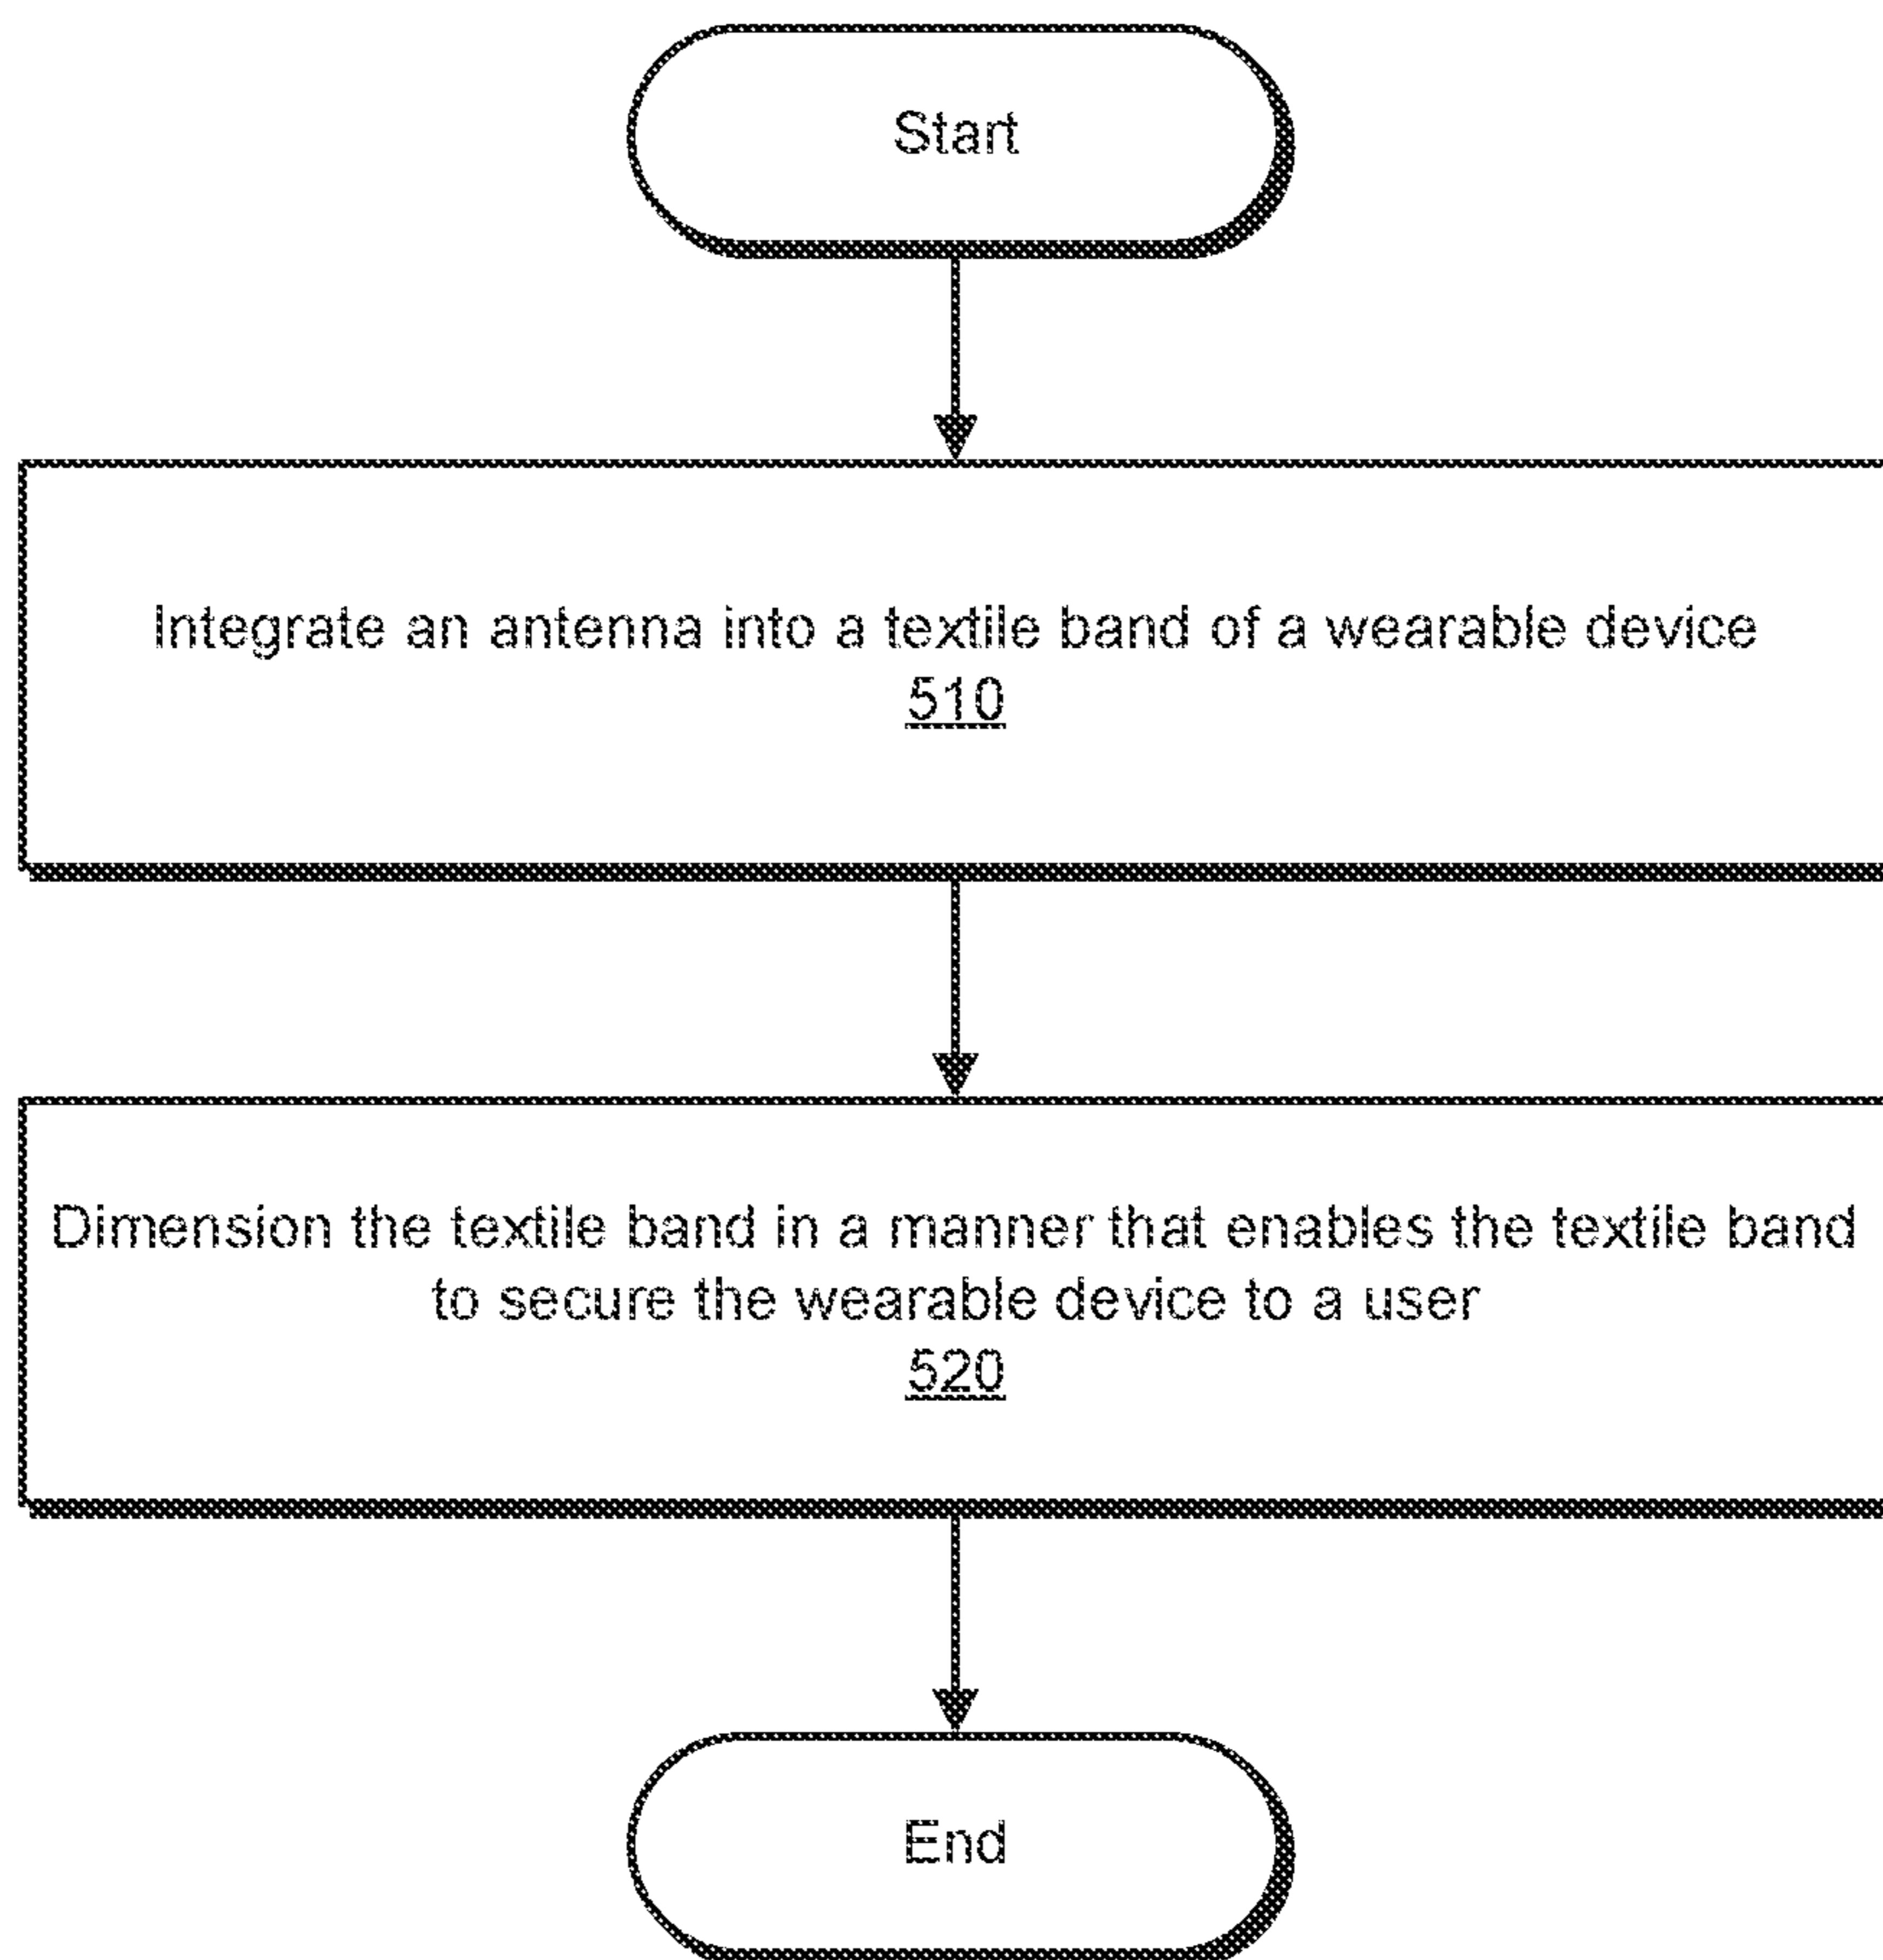 Start
Integrate an antenna into a textile band of a wearable device
510
Dimension the textile band in a manner that enables the textile band
to secure the wearable device to a user
520
End